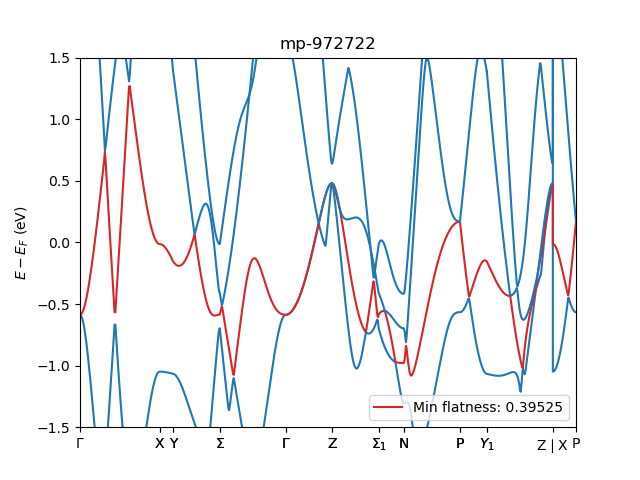 mp-972722
E − E_F (eV)
1.5
1.0
0.5
0.0
−0.5
−1.0
−1.5
Min flatness: 0.39525
Γ X Y Σ Γ Z Σ₁ N P Y₁ Z | X P